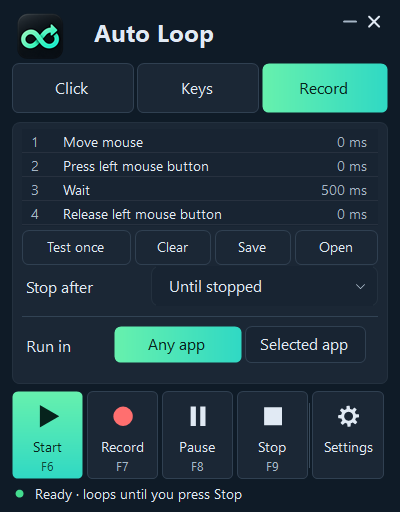 Auto Loop
Click Keys Record
1 Move mouse 0 ms
2 Press left mouse button 0 ms
3 Wait 500 ms
4 Release left mouse button 0 ms
Test once Clear Save Open
Stop after Until stopped
Run in Any app Selected app
Start Record Pause Stop Settings
F6 F7 F8 F9
Ready · loops until you press Stop